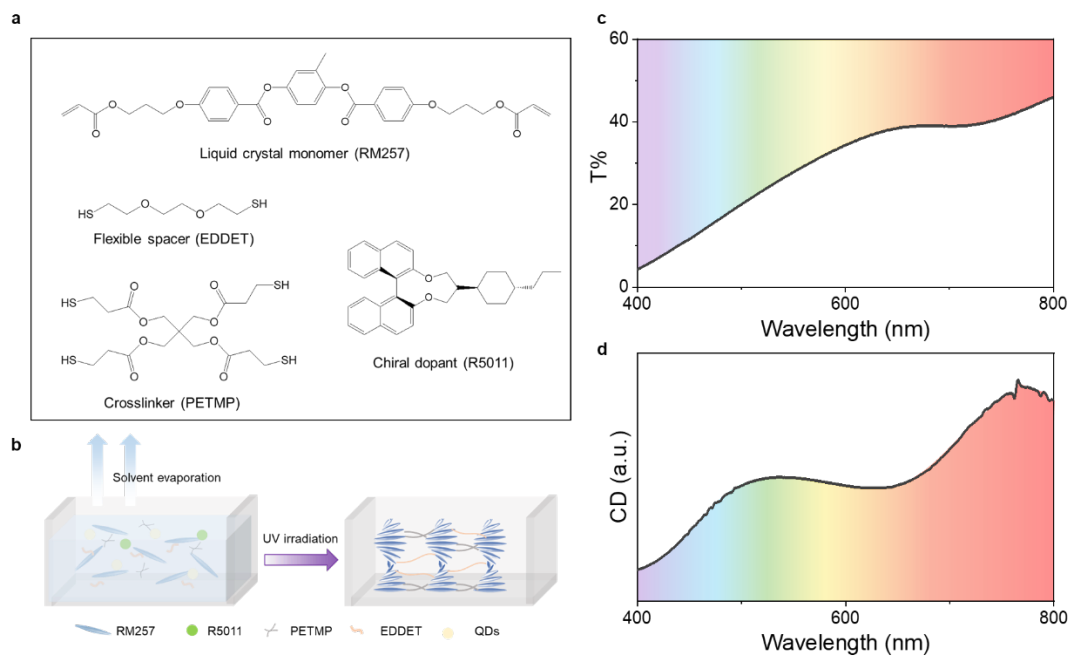 a
O
O
O
O
O
O
O
O
O
O
Liquid crystal monomer (RM257)
HS
O
O
SH
Flexible spacer (EDDET)
HS
O
O
SH
O
O
HS
O
O
O
O
SH
Crosslinker (PETMP)
O
O
Chiral dopant (R5011)
b
Solvent evaporation
UV irradiation
RM257
R5011
PETMP
EDDET
QDs
c
60
40
20
0
T%
400
600
800
Wavelength (nm)
d
CD (a.u.)
400
600
800
Wavelength (nm)